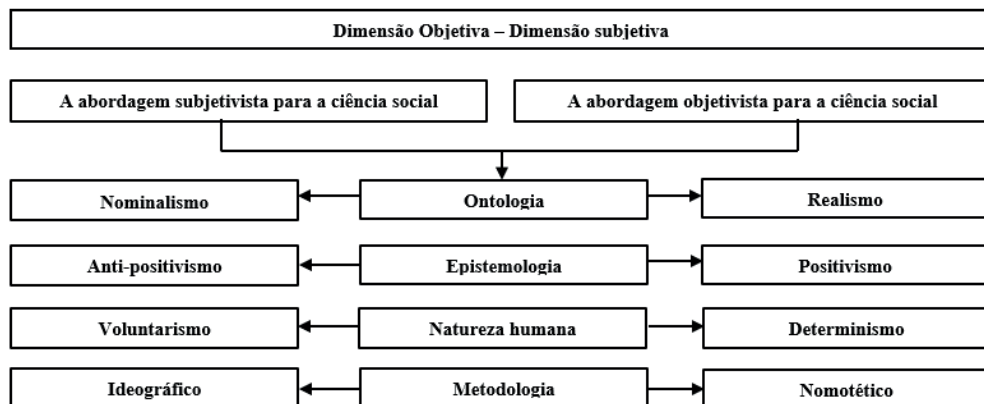 Dimensão Objetiva – Dimensão subjetiva
A abordagem subjetivista para a ciência social
A abordagem objetivista para a ciência social
Nominalismo
Ontologia
Realismo
Anti-positivismo
Epistemologia
Positivismo
Voluntarismo
Natureza humana
Determinismo
Ideográfico
Metodologia
Nomotético